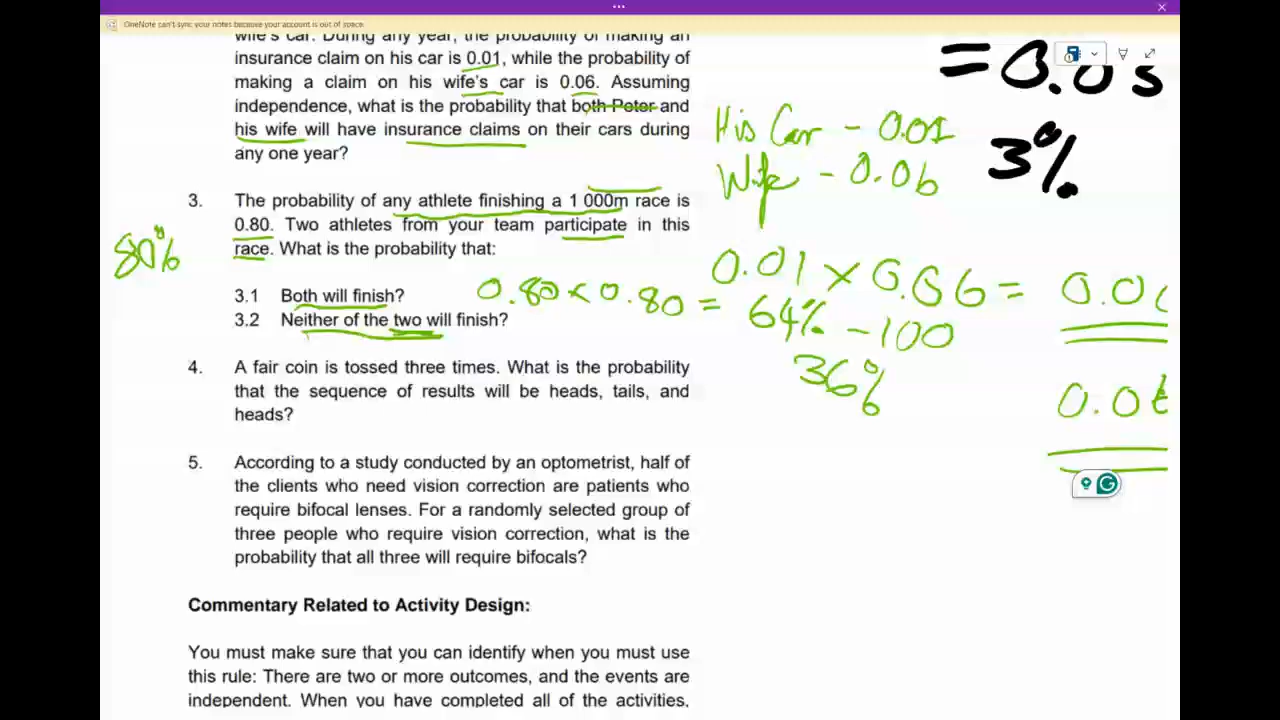 OneNote can't sync your notes because your account is out of space.
wife's car. During any year, the probability of making an
insurance claim on his car is 0.01, while the probability of
making a claim on his wife's car is 0.06. Assuming
independence, what is the probability that both Peter and
his wife will have insurance claims on their cars during
any one year?
3. The probability of any athlete finishing a 1 000m race is
0.80. Two athletes from your team participate in this
race. What is the probability that:
3.1 Both will finish?
3.2 Neither of the two will finish?
4. A fair coin is tossed three times. What is the probability
that the sequence of results will be heads, tails, and
heads?
5. According to a study conducted by an optometrist, half of
the clients who need vision correction are patients who
require bifocal lenses. For a randomly selected group of
three people who require vision correction, what is the
probability that all three will require bifocals?
Commentary Related to Activity Design:
You must make sure that you can identify when you must use
this rule: There are two or more outcomes, and the events are
independent. When you have completed all of the activities,
80%
0.80 × 0.80 = 64% - 100
36%
His Car - 0.01
Wife - 0.06
0.01 × 0.06 =
3%